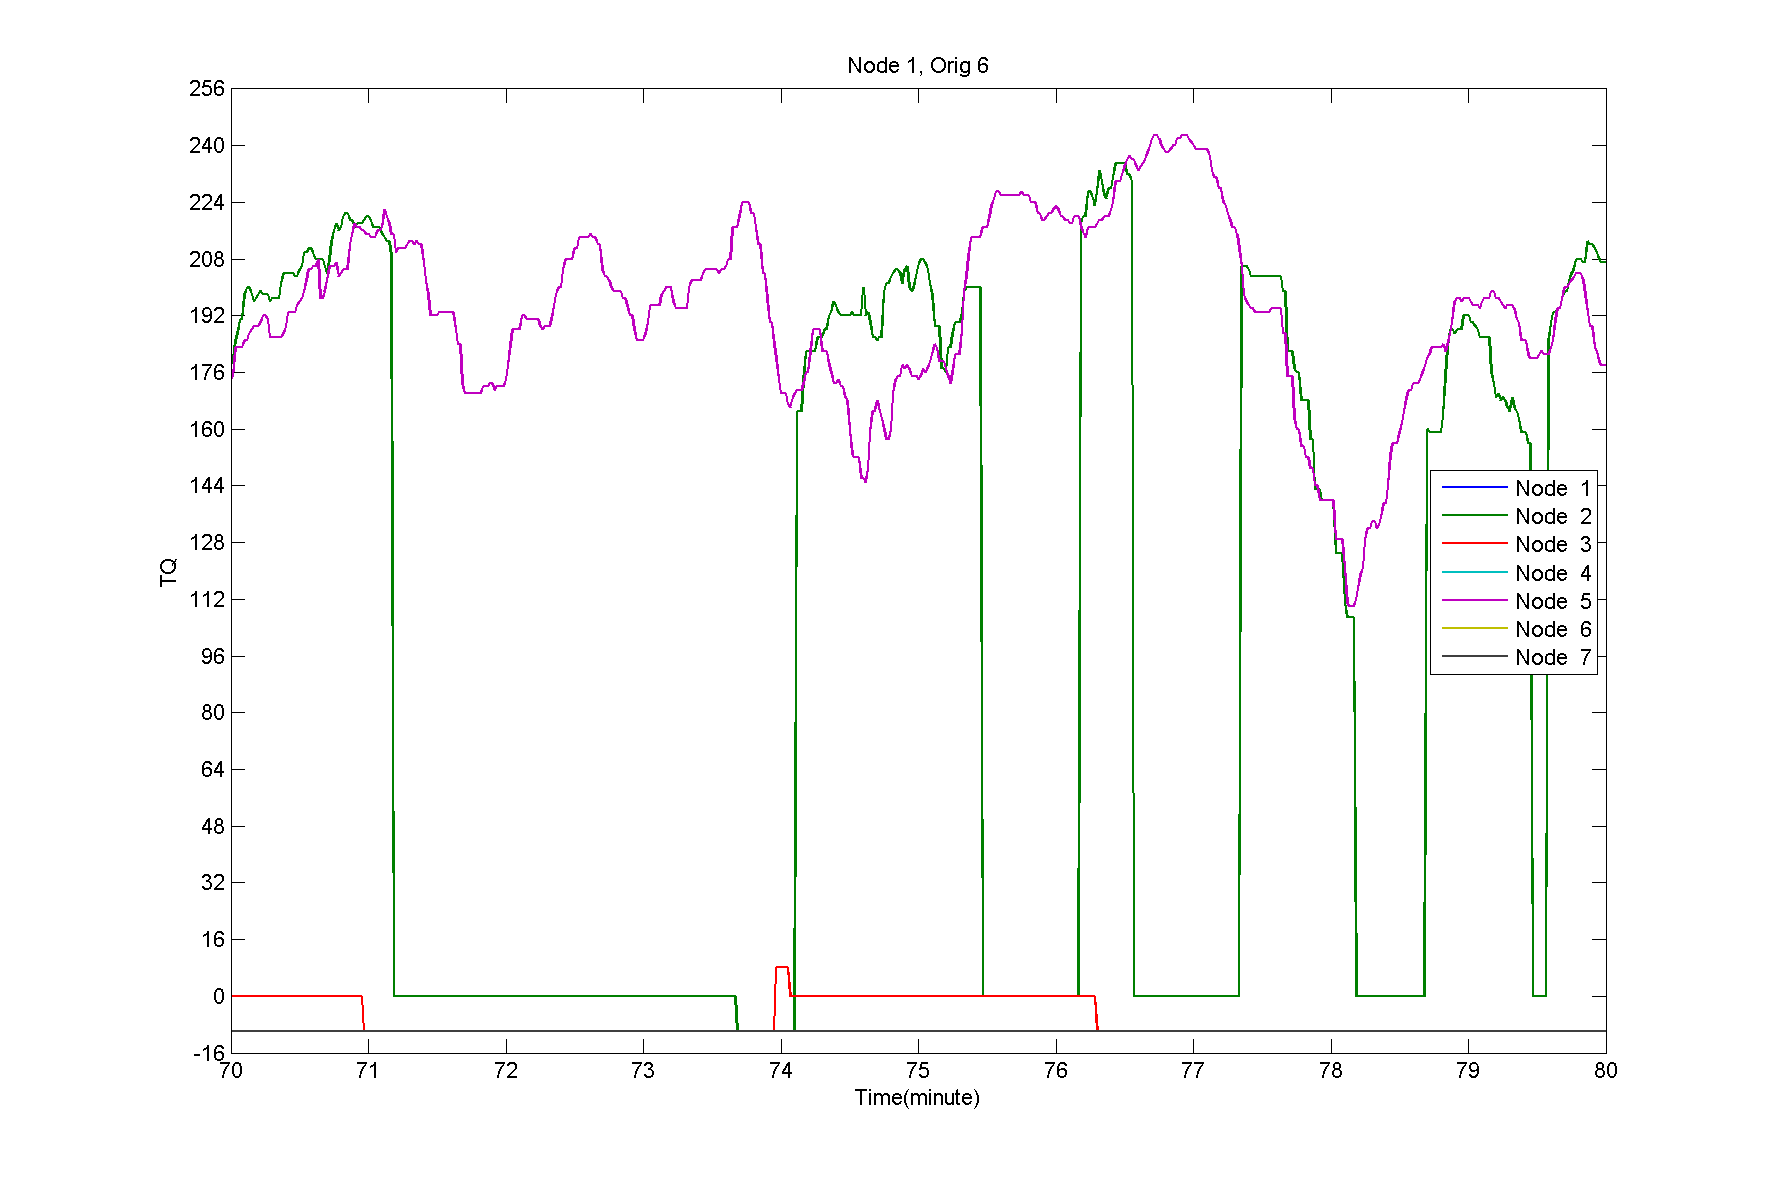 Node 1, Orig 6
256
240
224
208
192
176
160
144
128
112
96
80
64
48
32
16
0
-16
TQ
Node 1
Node 2
Node 3
Node 4
Node 5
Node 6
Node 7
70 71 72 73 74 75 76 77 78 79 80
Time(minute)